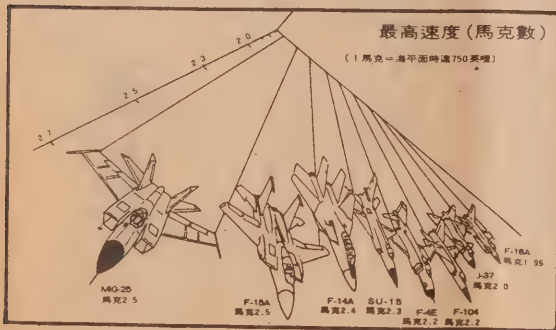 最高速度(馬克數)
(1馬克=海平面時速750英哩)
2.0
2.3
2.5
2.7
MIG-25
馬克2.5
F-15A
馬克2.5
F-14A
馬克2.4
SU-15
馬克2.3
F-4E
馬克2.2
F-104
馬克2.2
J-37
馬克2.0
F-16A
馬克1.95